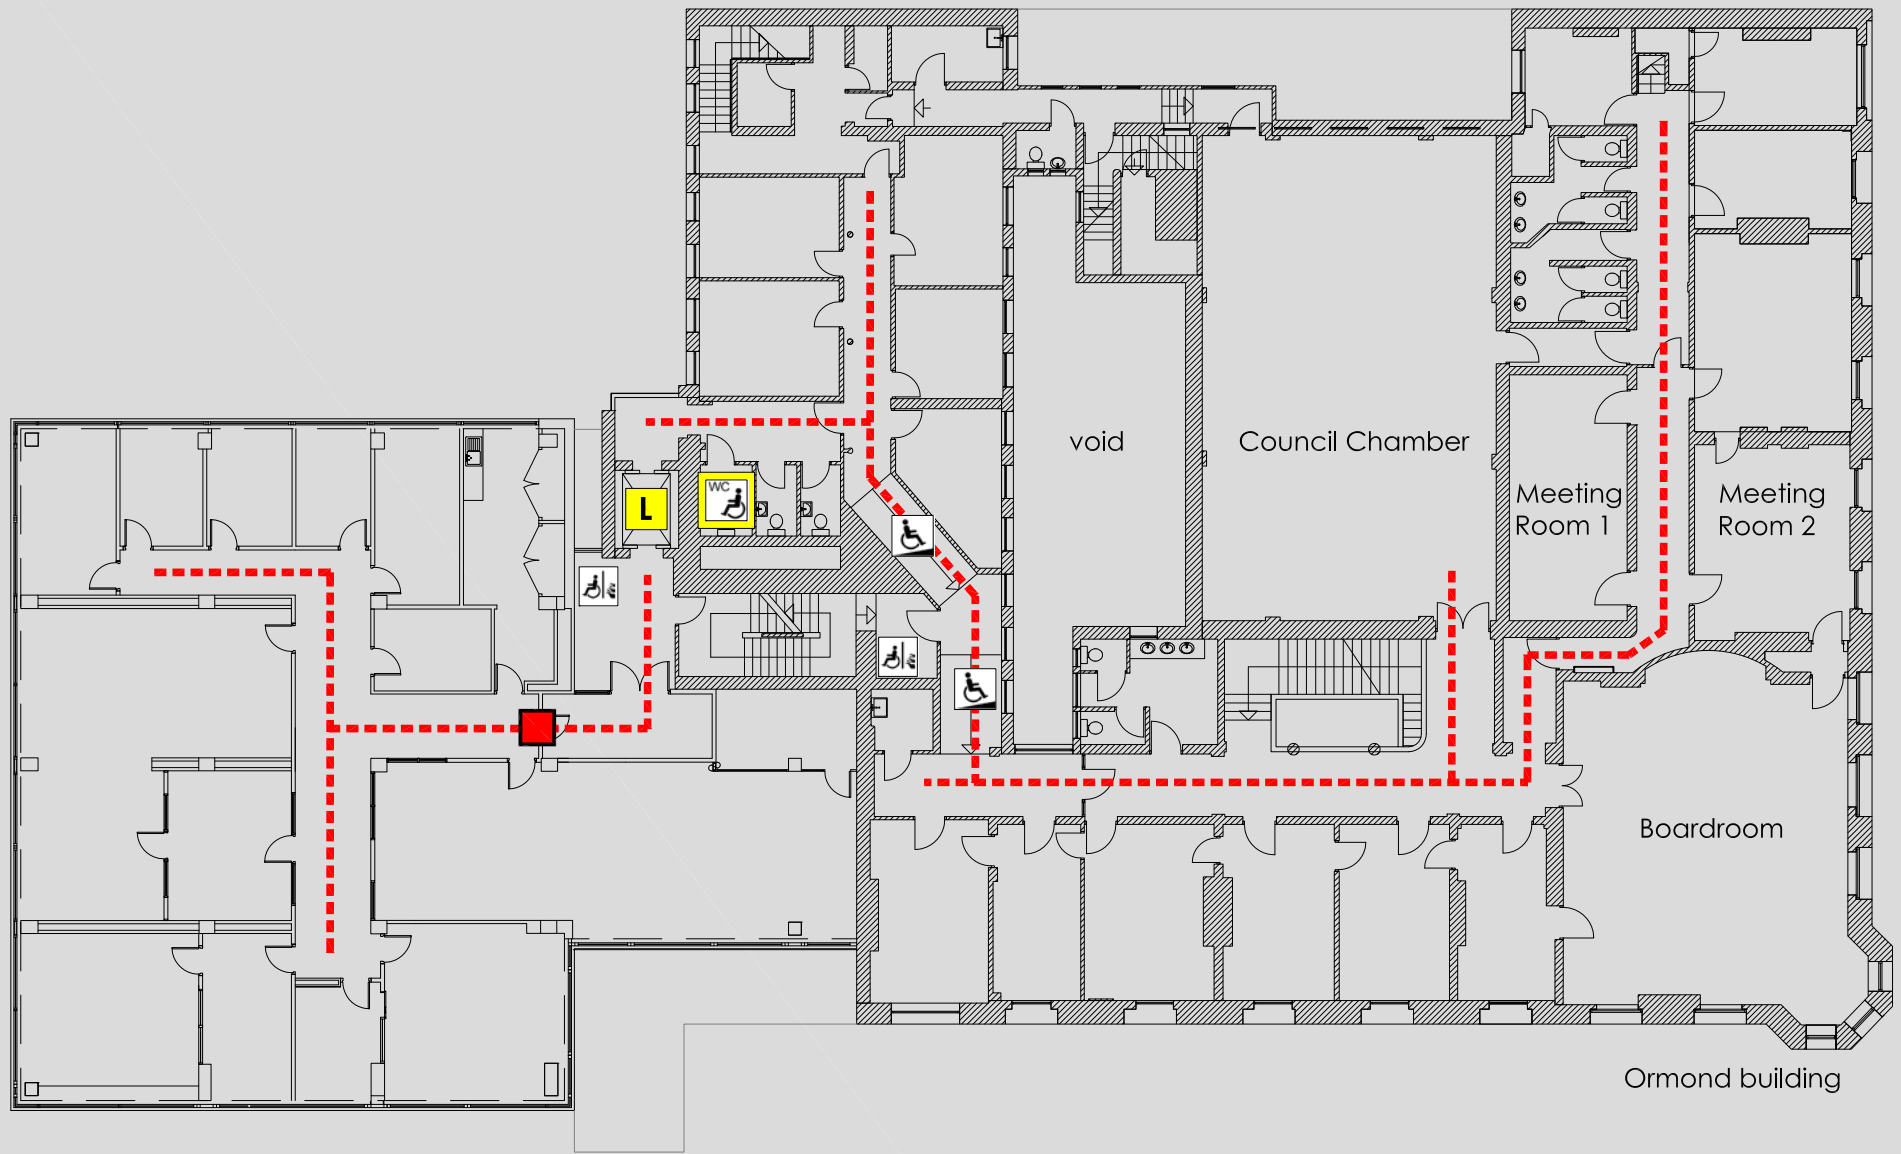 void
Council Chamber
Meeting
Room 1
Meeting
Room 2
WC
L
Boardroom
Ormond building